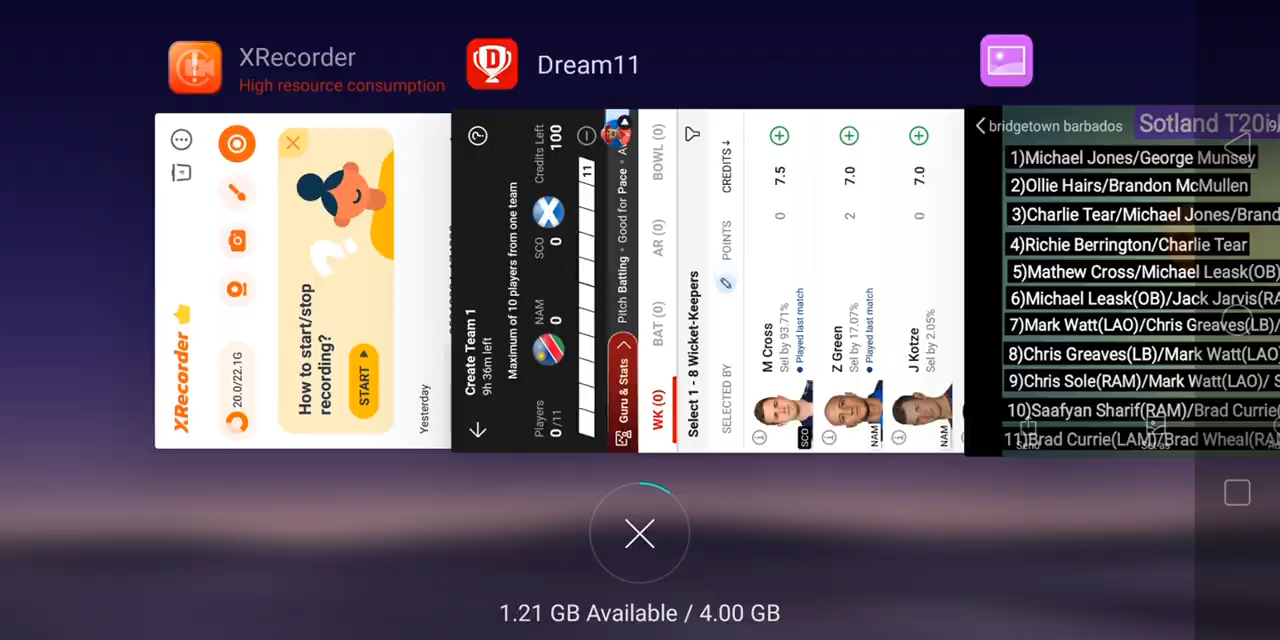 XRecorder
High resource consumption
Dream11
XRecorder
20.0/22.1G
How to start/stop
recording?
START
Yesterday
Create Team 1
9h 36m left
Maximum of 10 players from one team
Players
0/11
NAM
0
SCO
0
Credits Left
100
11
Guru & Stats
Pitch Batting • Good for Pace •
WK (0)
BAT (0)
AR (0)
BOWL (0)
Select 1 - 8 Wicket-Keepers
SELECTED BY
POINTS
CREDITS↓
M Cross
Sel by 93.71%
• Played last match
SCO
0
7.5
Z Green
Sel by 17.07%
• Played last match
NAM
2
7.0
J Kotze
Sel by 2.05%
NAM
0
7.0
bridgetown barbados
Sotland T20i
1)Michael Jones/George Munsey
2)Ollie Hairs/Brandon McMullen
3)Charlie Tear/Michael Jones/Brand
4)Richie Berrington/Charlie Tear
5)Mathew Cross/Michael Leask(OB)
6)Michael Leask(OB)/Jack Jarvis(RA
7)Mark Watt(LAO)/Chris Greaves(LB)/
8)Chris Greaves(LB)/Mark Watt(LAO
9)Chris Sole(RAM)/Mark Watt(LAO)/ S
10)Saafyan Sharif(RAM)/Brad Currie(
11)Brad Currie(LAM)/Brad Wheal(RA
Send
Set as
1.21 GB Available / 4.00 GB